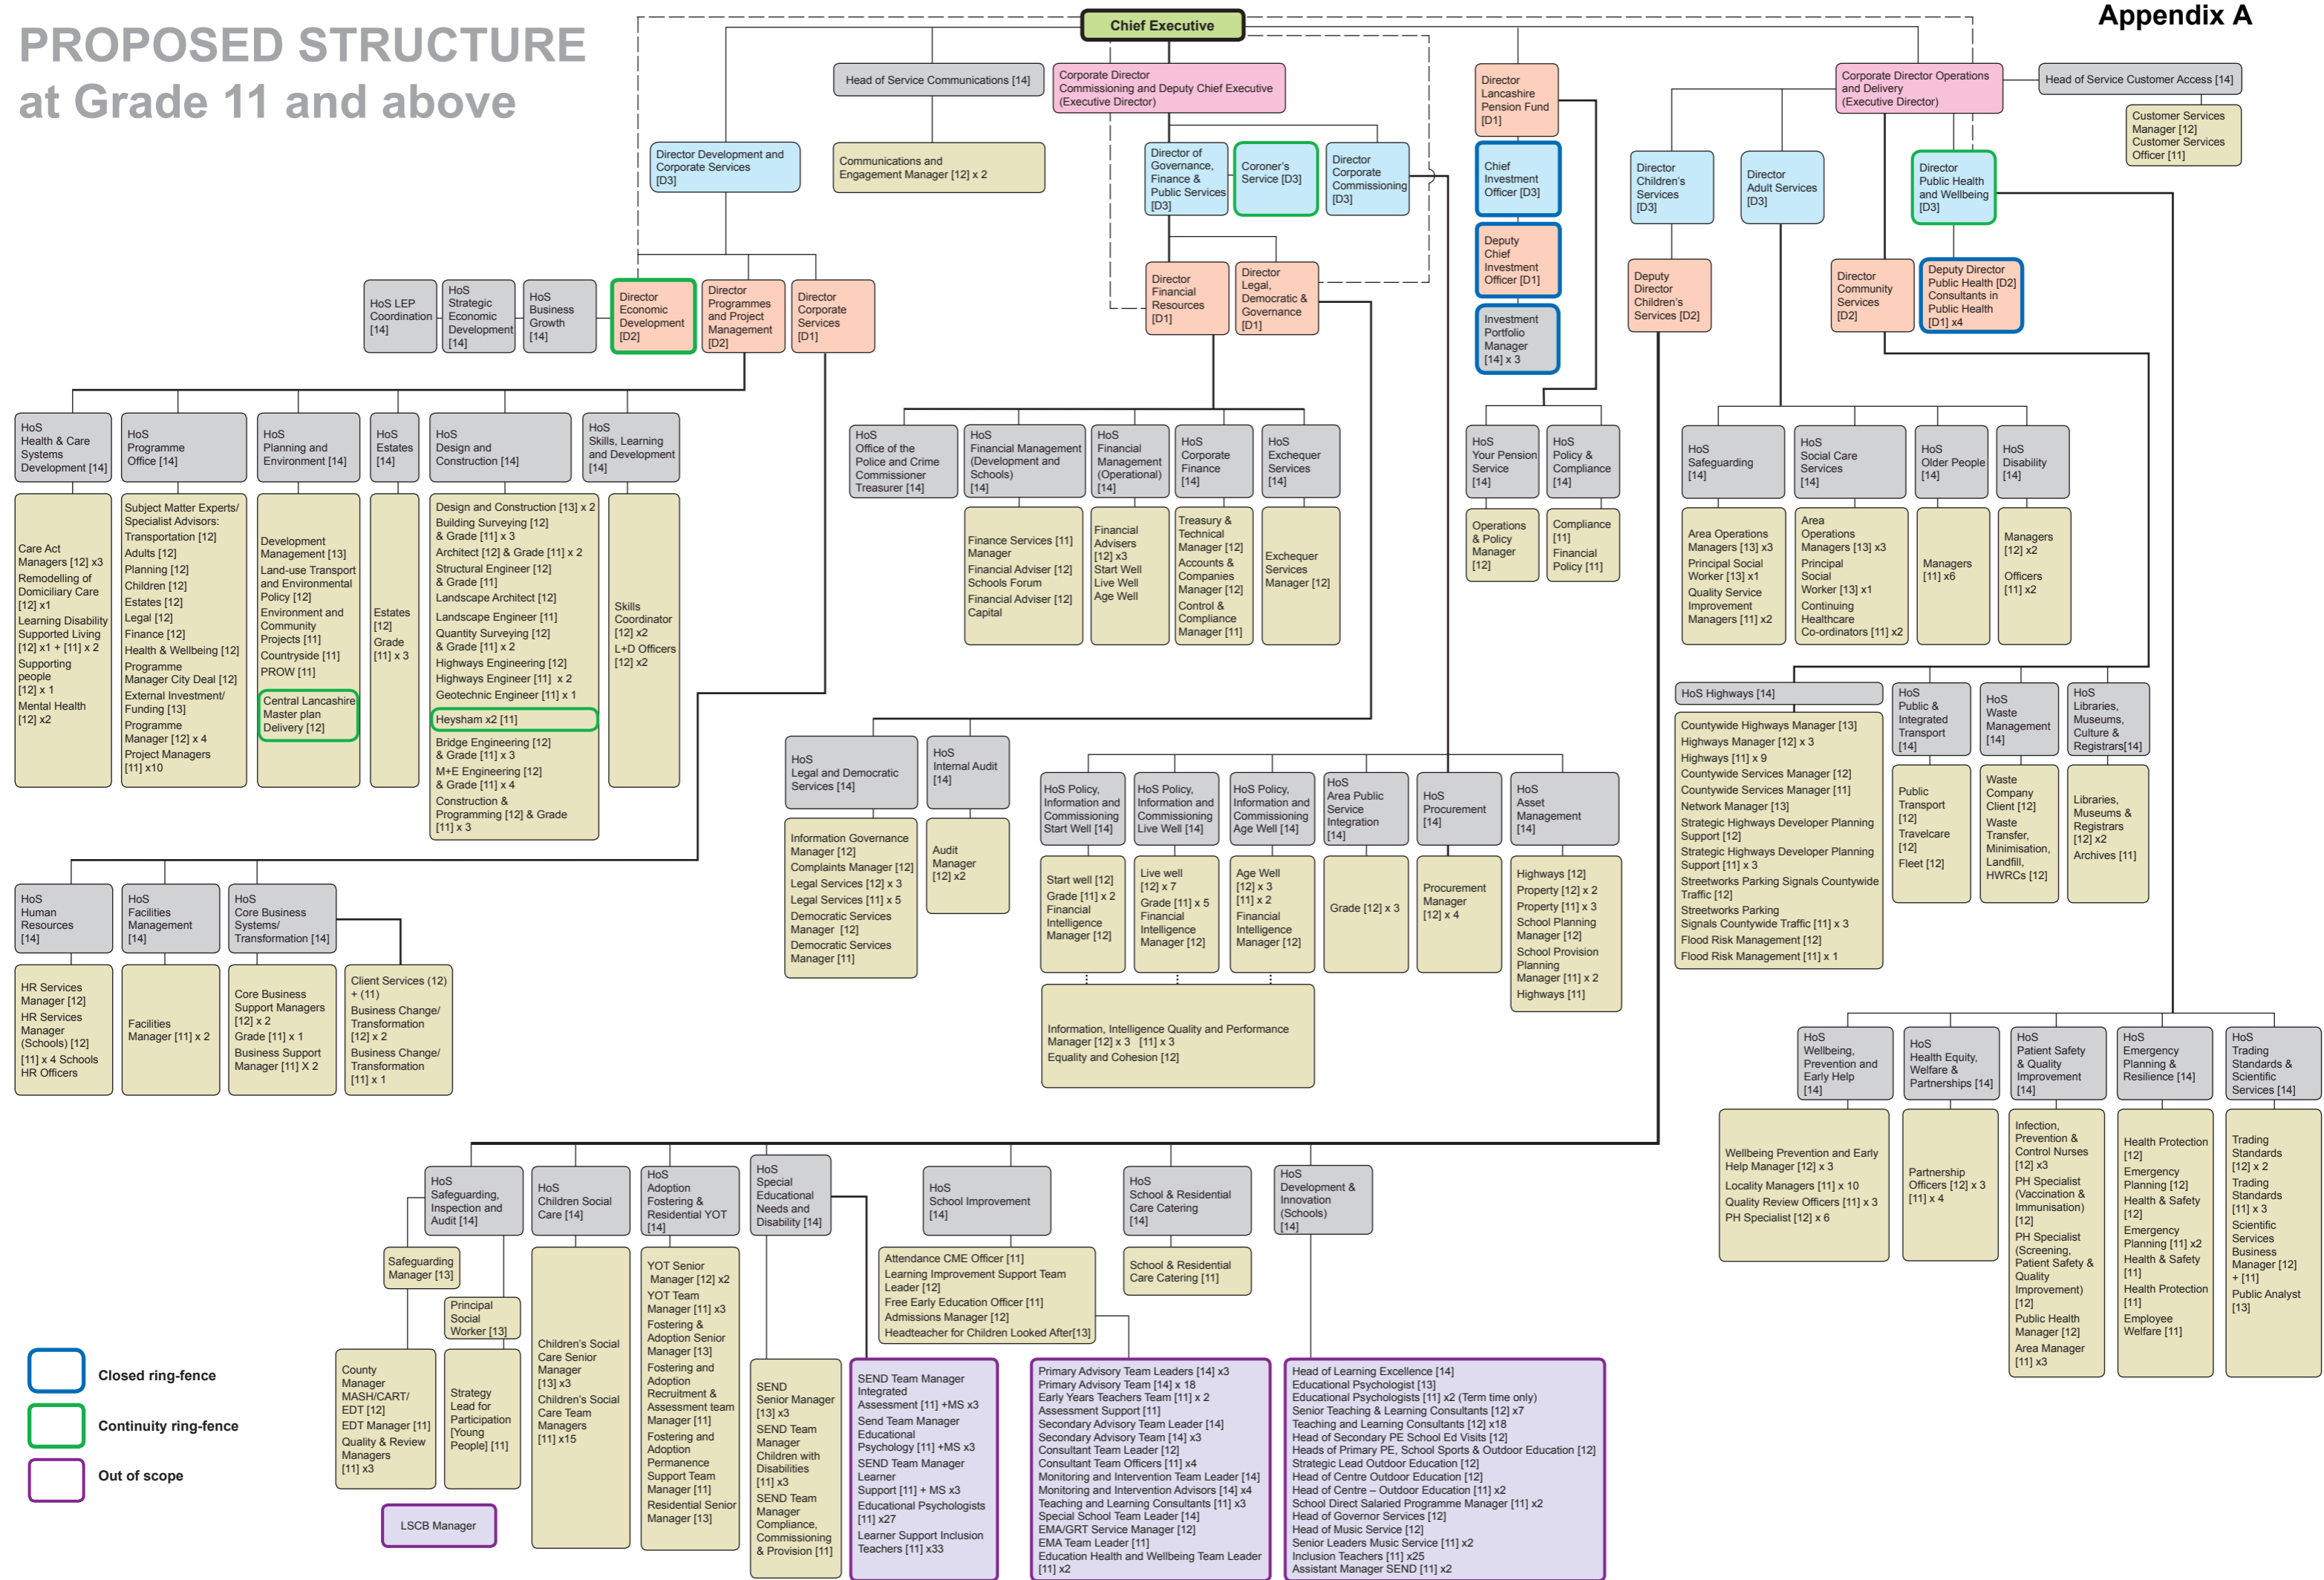 PROPOSED STRUCTURE
at Grade 11 and above
Appendix A
Chief Executive
Head of Service Communications [14]
Corporate Director
Commissioning and Deputy Chief Executive
(Executive Director)
Director
Lancashire
Pension Fund
[D1]
Corporate Director Operations
and Delivery
(Executive Director)
Head of Service Customer Access [14]
Customer Services
Manager [12]
Customer Services
Officer [11]
Director Development and
Corporate Services
[D3]
Communications and
Engagement Manager [12] x 2
Director of
Governance,
Finance &
Public Services
[D3]
Coroner's
Service [D3]
Director
Corporate
Commissioning
[D3]
Chief
Investment
Officer [D3]
Director
Children's
Services
[D3]
Director
Adult Services
[D3]
Director
Public Health
and Wellbeing
[D3]
Deputy
Chief
Investment
Officer [D1]
Investment
Portfolio
Manager
[14] x 3
HoS LEP
Coordination
[14]
HoS
Strategic
Economic
Development
[14]
HoS
Business
Growth
[14]
Director
Economic
Development
[D2]
Director
Programmes
and Project
Management
[D2]
Director
Corporate
Services
[D1]
Director
Financial
Resources
[D1]
Director
Legal,
Democratic &
Governance
[D1]
Deputy
Director
Children's
Services [D2]
Director
Community
Services
[D2]
Deputy Director
Public Health [D2]
Consultants in
Public Health
[D1] x4
HoS
Health & Care
Systems
Development [14]
HoS
Programme
Office [14]
HoS
Planning and
Environment [14]
HoS
Estates
[14]
HoS
Design and
Construction [14]
HoS
Skills, Learning
and Development
[14]
Care Act
Managers [12] x3
Remodelling of
Domiciliary Care
[12] x1
Learning Disability
Supported Living
[12] x1 + [11] x 2
Supporting
people
[12] x 1
Mental Health
[12] x2
Subject Matter Experts/
Specialist Advisors:
Transportation [12]
Adults [12]
Planning [12]
Children [12]
Estates [12]
Legal [12]
Finance [12]
Health & Wellbeing [12]
Programme
Manager City Deal [12]
External Investment/
Funding [13]
Programme
Manager [12] x 4
Project Managers
[11] x10
Development
Management [13]
Land-use Transport
and Environmental
Policy [12]
Environment and
Community
Projects [11]
Countryside [11]
PROW [11]
Central Lancashire
Master plan
Delivery [12]
Estates
[12]
Grade
[11] x 3
Design and Construction [13] x 2
Building Surveying [12]
& Grade [11] x 3
Architect [12] & Grade [11] x 2
Structural Engineer [12]
& Grade [11]
Landscape Architect [12]
Landscape Engineer [11]
Quantity Surveying [12]
& Grade [11] x 2
Highways Engineering [12]
Highways Engineer [11] x 2
Geotechnic Engineer [11] x 1
Heysham x2 [11]
Bridge Engineering [12]
& Grade [11] x 3
M+E Engineering [12]
& Grade [11] x 4
Construction &
Programming [12] & Grade
[11] x 3
Skills
Coordinator
[12] x2
L+D Officers
[12] x2
HoS
Office of the
Police and Crime
Commissioner
Treasurer [14]
HoS
Financial Management
(Development and
Schools)
[14]
HoS
Financial
Management
(Operational)
[14]
HoS
Corporate
Finance
[14]
HoS
Exchequer
Services
[14]
Finance Services [11]
Manager
Financial Adviser [12]
Schools Forum
Financial Adviser [12]
Capital
Financial
Advisers
[12] x3
Start Well
Live Well
Age Well
Treasury &
Technical
Manager [12]
Accounts &
Companies
Manager [12]
Control &
Compliance
Manager [11]
Exchequer
Services
Manager [12]
HoS
Your Pension
Service
[14]
HoS
Policy &
Compliance
[14]
Operations
& Policy
Manager
[12]
Compliance
[11]
Financial
Policy [11]
HoS
Safeguarding
[14]
HoS
Social Care
Services
[14]
HoS
Older People
[14]
HoS
Disability
[14]
Area Operations
Managers [13] x3
Principal Social
Worker [13] x1
Quality Service
Improvement
Managers [11] x2
Area
Operations
Managers [13] x3
Principal
Social
Worker [13] x1
Continuing
Healthcare
Co-ordinators [11] x2
Managers
[11] x6
Managers
[12] x2
Officers
[11] x2
HoS Highways [14]
HoS
Public &
Integrated
Transport
[14]
HoS
Waste
Management
[14]
HoS
Libraries,
Museums,
Culture &
Registrars[14]
Countywide Highways Manager [13]
Highways Manager [12] x 3
Highways [11] x 9
Countywide Services Manager [12]
Countywide Services Manager [11]
Network Manager [13]
Strategic Highways Developer Planning
Support [12]
Strategic Highways Developer Planning
Support [11] x 3
Streetworks Parking Signals Countywide
Traffic [12]
Streetworks Parking
Signals Countywide Traffic [11] x 3
Flood Risk Management [12]
Flood Risk Management [11] x 1
Public
Transport
[12]
Travelcare
[12]
Fleet [12]
Waste
Company
Client [12]
Waste
Transfer,
Minimisation,
Landfill,
HWRCs [12]
Libraries,
Museums &
Registrars
[12] x2
Archives [11]
HoS
Legal and Democratic
Services [14]
HoS
Internal Audit
[14]
Information Governance
Manager [12]
Complaints Manager [12]
Legal Services [12] x 3
Legal Services [11] x 5
Democratic Services
Manager [12]
Democratic Services
Manager [11]
Audit
Manager
[12] x2
HoS Policy,
Information and
Commissioning
Start Well [14]
HoS Policy,
Information and
Commissioning
Live Well [14]
HoS Policy,
Information and
Commissioning
Age Well [14]
HoS
Area Public
Service
Integration
[14]
HoS
Procurement
[14]
HoS
Asset
Management
[14]
Start well [12]
Grade [11] x 2
Financial
Intelligence
Manager [12]
Live well
[12] x 7
Grade [11] x 5
Financial
Intelligence
Manager [12]
Age Well
[12] x 3
[11] x 2
Financial
Intelligence
Manager [12]
Grade [12] x 3
Procurement
Manager
[12] x 4
Highways [12]
Property [12] x 2
Property [11] x 3
School Planning
Manager [12]
School Provision
Planning
Manager [11] x 2
Highways [11]
Information, Intelligence Quality and Performance
Manager [12] x 3 [11] x 3
Equality and Cohesion [12]
HoS
Human
Resources
[14]
HoS
Facilities
Management
[14]
HoS
Core Business
Systems/
Transformation [14]
HR Services
Manager [12]
HR Services
Manager
(Schools) [12]
[11] x 4 Schools
HR Officers
Facilities
Manager [11] x 2
Core Business
Support Managers
[12] x 2
Grade [11] x 1
Business Support
Manager [11] X 2
Client Services (12)
+ (11)
Business Change/
Transformation
[12] x 2
Business Change/
Transformation
[11] x 1
HoS
Wellbeing,
Prevention and
Early Help
[14]
HoS
Health Equity,
Welfare &
Partnerships [14]
HoS
Patient Safety
& Quality
Improvement
[14]
HoS
Emergency
Planning &
Resilience [14]
HoS
Trading
Standards &
Scientific
Services [14]
Wellbeing Prevention and Early
Help Manager [12] x 3
Locality Managers [11] x 10
Quality Review Officers [11] x 3
PH Specialist [12] x 6
Partnership
Officers [12] x 3
[11] x 4
Infection,
Prevention &
Control Nurses
[12] x3
PH Specialist
(Vaccination &
Immunisation)
[12]
PH Specialist
(Screening,
Patient Safety &
Quality
Improvement)
[12]
Public Health
Manager [12]
Area Manager
[11] x3
Health Protection
[12]
Emergency
Planning [12]
Health & Safety
[12]
Emergency
Planning [11] x2
Health & Safety
[11]
Health Protection
[11]
Employee
Welfare [11]
Trading
Standards
[12] x 2
Trading
Standards
[11] x 3
Scientific
Services
Business
Manager [12]
+ [11]
Public Analyst
[13]
HoS
Safeguarding,
Inspection and
Audit [14]
HoS
Children Social
Care [14]
HoS
Adoption
Fostering &
Residential YOT
[14]
HoS
Special
Educational
Needs and
Disability [14]
HoS
School Improvement
[14]
HoS
School & Residential
Care Catering
[14]
HoS
Development &
Innovation
(Schools)
[14]
Safeguarding
Manager [13]
Principal
Social
Worker [13]
County
Manager
MASH/CART/
EDT [12]
EDT Manager [11]
Quality & Review
Managers
[11] x3
Strategy
Lead for
Participation
[Young
People] [11]
LSCB Manager
Children's Social
Care Senior
Manager
[13] x3
Children's Social
Care Team
Managers
[11] x15
YOT Senior
Manager [12] x2
YOT Team
Manager [11] x3
Fostering &
Adoption Senior
Manager [13]
Fostering and
Adoption
Recruitment &
Assessment team
Manager [11]
Fostering and
Adoption
Permanence
Support Team
Manager [11]
Residential Senior
Manager [13]
SEND
Senior Manager
[13] x3
SEND Team
Manager
Children with
Disabilities
[11] x3
SEND Team
Manager
Compliance,
Commissioning
& Provision [11]
SEND Team Manager
Integrated
Assessment [11] +MS x3
Send Team Manager
Educational
Psychology [11] +MS x3
SEND Team Manager
Learner
Support [11] + MS x3
Educational Psychologists
[11] x27
Learner Support Inclusion
Teachers [11] x33
Attendance CME Officer [11]
Learning Improvement Support Team
Leader [12]
Free Early Education Officer [11]
Admissions Manager [12]
Headteacher for Children Looked After[13]
School & Residential
Care Catering [11]
Primary Advisory Team Leaders [14] x3
Primary Advisory Team [14] x 18
Early Years Teachers Team [11] x 2
Assessment Support [11]
Secondary Advisory Team Leader [14]
Secondary Advisory Team [14] x3
Consultant Team Leader [12]
Consultant Team Officers [11] x4
Monitoring and Intervention Team Leader [14]
Monitoring and Intervention Advisors [14] x4
Teaching and Learning Consultants [11] x3
Special School Team Leader [14]
EMA/GRT Service Manager [12]
EMA Team Leader [11]
Education Health and Wellbeing Team Leader
[11] x2
Head of Learning Excellence [14]
Educational Psychologist [13]
Educational Psychologists [11] x2 (Term time only)
Senior Teaching & Learning Consultants [12] x7
Teaching and Learning Consultants [12] x18
Head of Secondary PE School Ed Visits [12]
Heads of Primary PE, School Sports & Outdoor Education [12]
Strategic Lead Outdoor Education [12]
Head of Centre Outdoor Education [12]
Head of Centre – Outdoor Education [11] x2
School Direct Salaried Programme Manager [11] x2
Head of Governor Services [12]
Head of Music Service [12]
Senior Leaders Music Service [11] x2
Inclusion Teachers [11] x25
Assistant Manager SEND [11] x2
Closed ring-fence
Continuity ring-fence
Out of scope